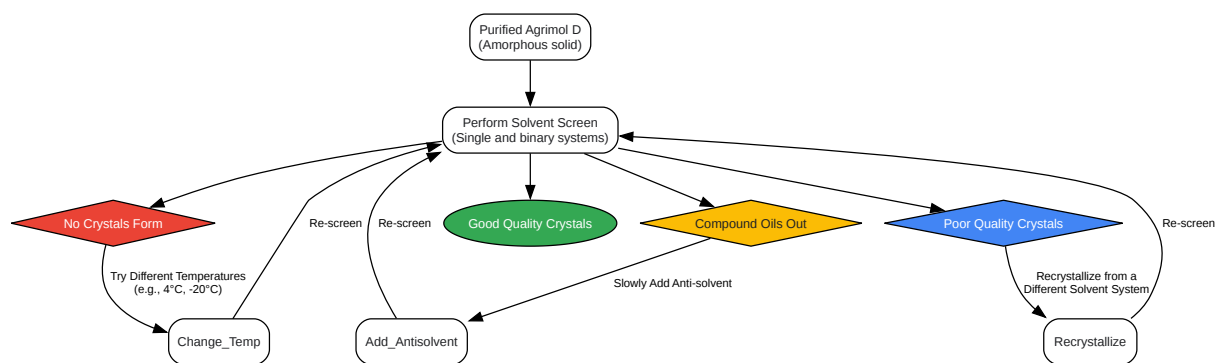 Purified Agrimol D
(Amorphous solid)
Perform Solvent Screen
(Single and binary systems)
No Crystals Form
Re-screen
Re-screen
Good Quality Crystals
Compound Oils Out
Poor Quality Crystals
Re-screen
Try Different Temperatures
(e.g., 4°C, -20°C)
Slowly Add Anti-solvent
Recrystallize from a
Different Solvent System
Change_Temp
Add_Antisolvent
Recrystallize